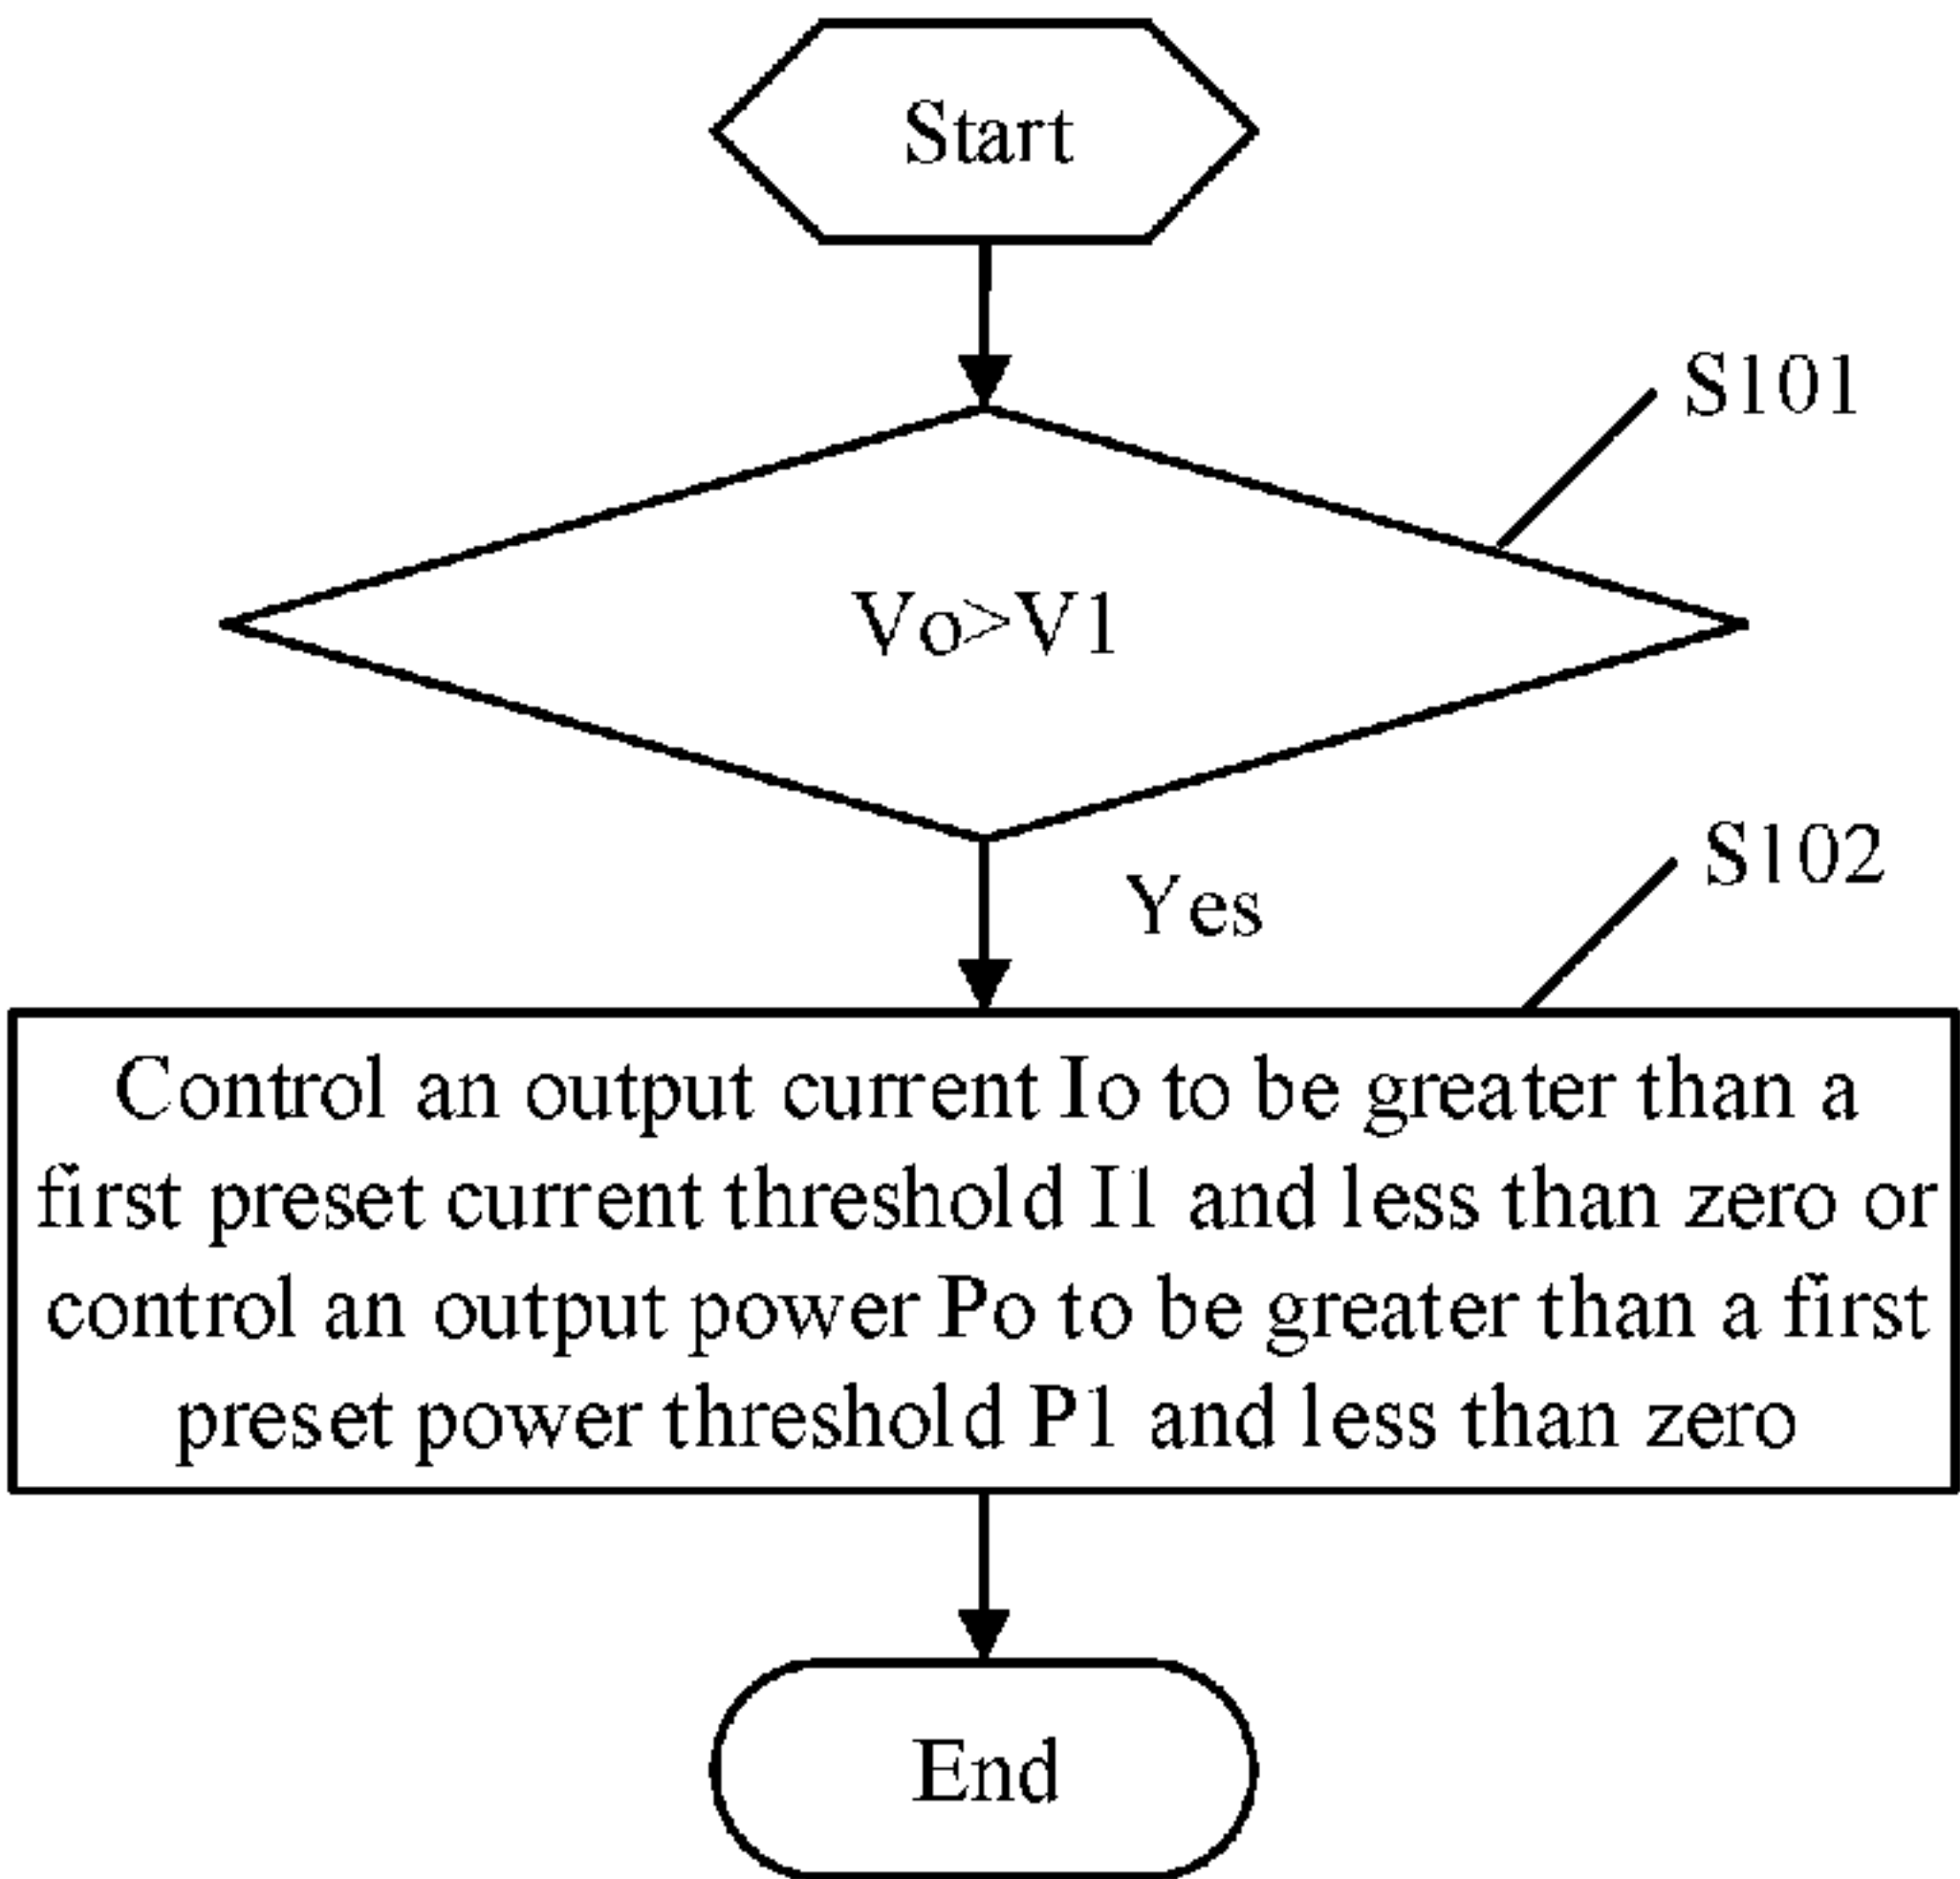 Start
S101
Vo>V1
S102
Yes
Control an output current Io to be greater than a
first preset current threshold I1 and less than zero or
control an output power Po to be greater than a first
preset power threshold P1 and less than zero
End